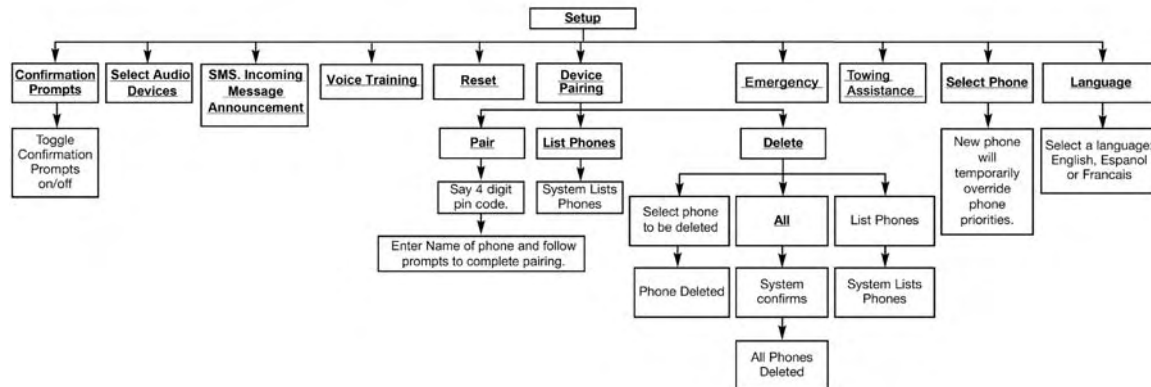 Setup
Confirmation
Prompts
Select Audio
Devices
SMS. Incoming
Message
Announcement
Voice Training
Reset
Device
Pairing
Emergency
Towing
Assistance
Select Phone
Language
Toggle
Confirmation
Prompts
on/off
Pair
List Phones
Delete
New phone
will
temporarily
override
phone
priorities.
Select a language:
English, Espanol
or Francais
Say 4 digit
pin code.
System Lists
Phones
Select phone
to be deleted
All
List Phones
Enter Name of phone and follow
prompts to complete pairing.
Phone Deleted
System
confirms
System Lists
Phones
All Phones
Deleted